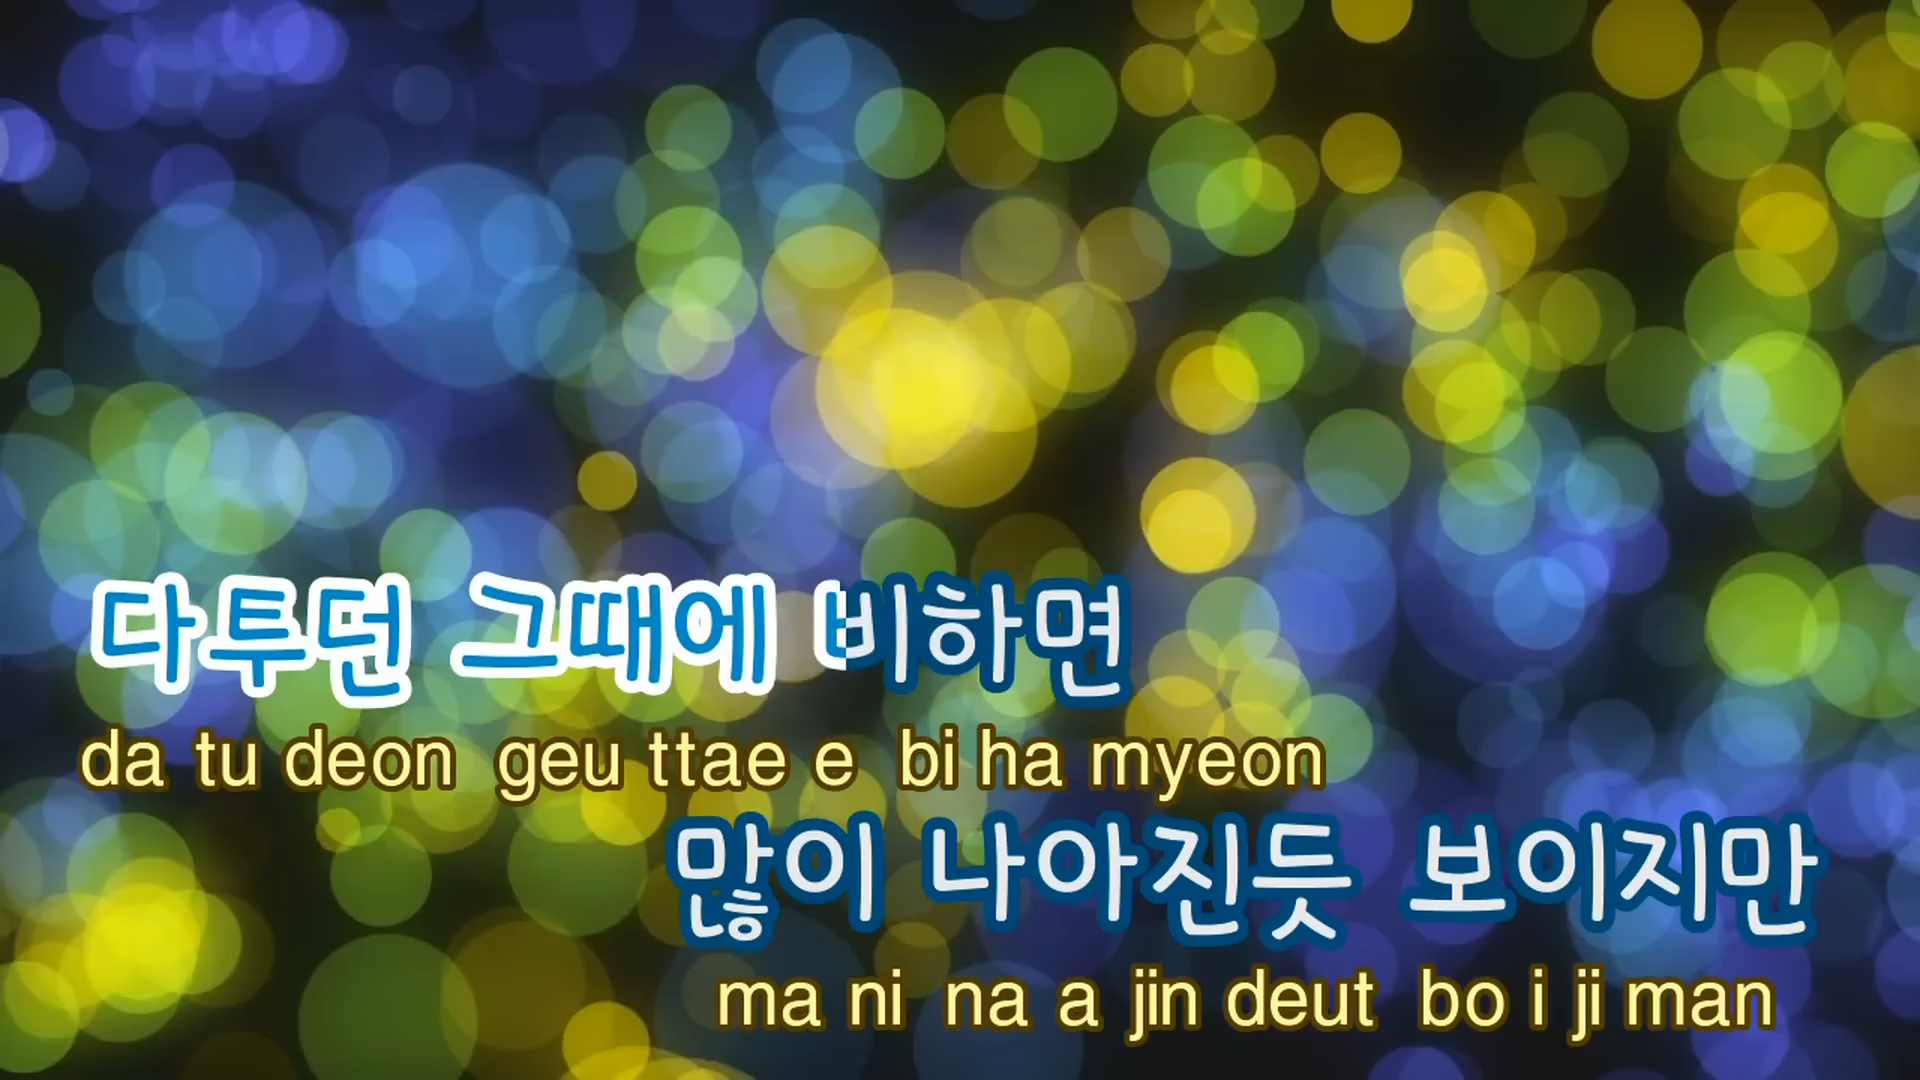 다투던 그때에 비하면
da tu deon geu ttae e bi ha myeon
많이 나아진듯 보이지만
ma ni na a jin deut bo i ji man